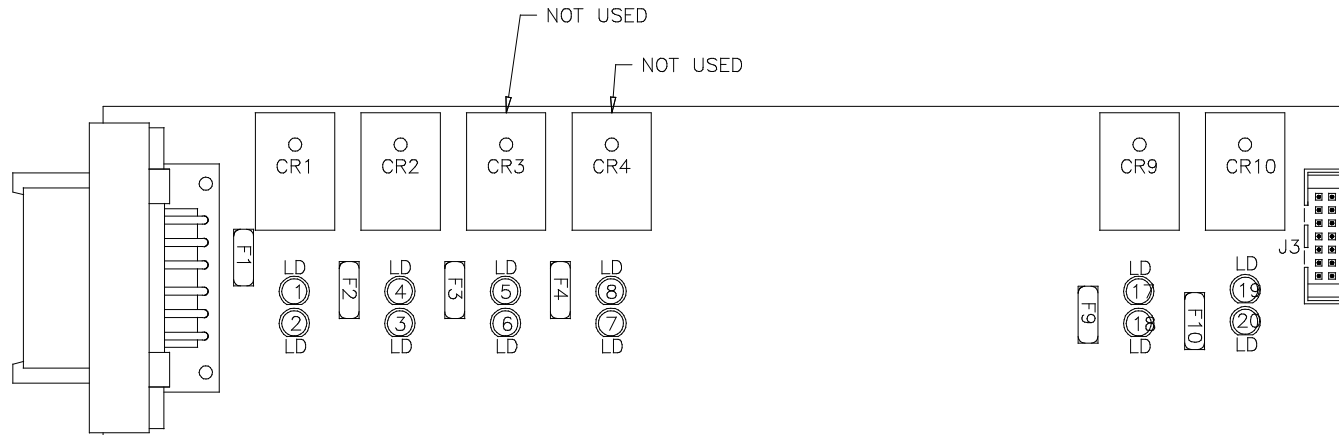 NOT USED
NOT USED
CR1 CR2 CR3 CR4 CR9 CR10
F1
J3
LD LD LD LD LD LD
1 F2 4 F3 5 F4 8 17 19
2 3 6 7 F9 18 F10 20
LD LD LD LD LD LD